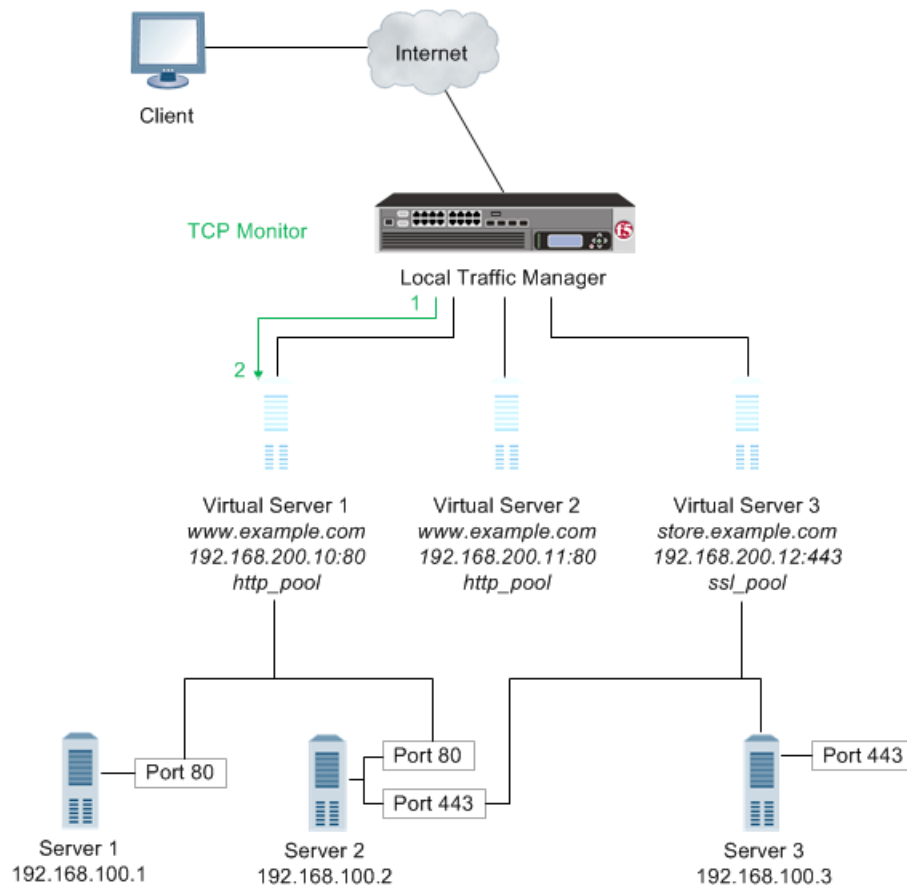 Internet
Client
TCP Monitor
f5
Local Traffic Manager
1
2
Virtual Server 1
www.example.com
192.168.200.10:80
http_pool
Virtual Server 2
www.example.com
192.168.200.11:80
http_pool
Virtual Server 3
store.example.com
192.168.200.12:443
ssl_pool
Port 80
Port 80
Port 443
Port 443
Server 1
192.168.100.1
Server 2
192.168.100.2
Server 3
192.168.100.3